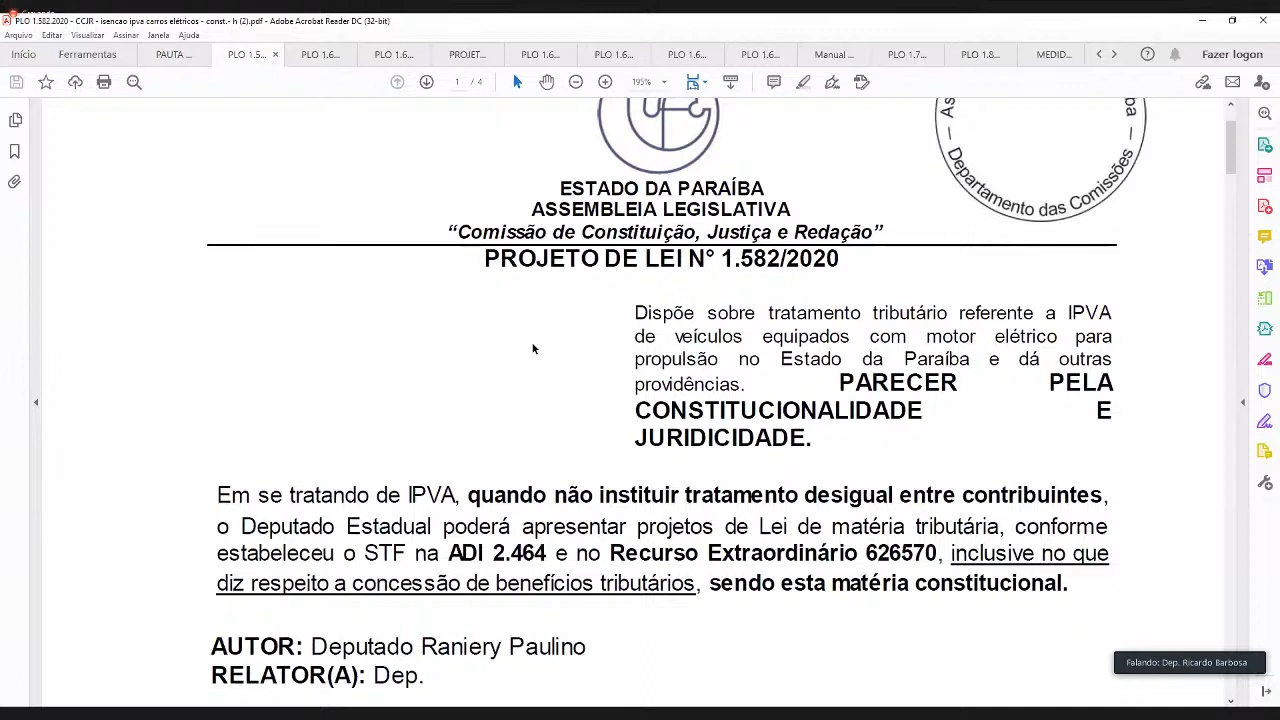 PLO 1.582.2020 - CCJR - isencao ipva carros elétricos - const.- h (2).pdf - Adobe Acrobat Reader DC (32-bit)
Arquivo Editar Visualizar Assinar Janela Ajuda
Início Ferramentas PAUTA ... PLO 1.5... × PLO 1.6... PLO 1.6... PROJET... PLO 1.6... PLO 1.6... PLO 1.6... PLO 1.6... Manual ... PLO 1.7... PLO 1.8... MEDID... Fazer logon
1 / 4 195%
Departamento das Comissões
ESTADO DA PARAÍBA
ASSEMBLEIA LEGISLATIVA
“Comissão de Constituição, Justiça e Redação”
PROJETO DE LEI N° 1.582/2020
Dispõe sobre tratamento tributário referente a IPVA
de veículos equipados com motor elétrico para
propulsão no Estado da Paraíba e dá outras
providências. PARECER PELA
CONSTITUCIONALIDADE E
JURIDICIDADE.
Em se tratando de IPVA, quando não instituir tratamento desigual entre contribuintes,
o Deputado Estadual poderá apresentar projetos de Lei de matéria tributária, conforme
estabeleceu o STF na ADI 2.464 e no Recurso Extraordinário 626570, inclusive no que
diz respeito a concessão de benefícios tributários, sendo esta matéria constitucional.
AUTOR: Deputado Raniery Paulino
RELATOR(A): Dep.
Falando: Dep. Ricardo Barbosa